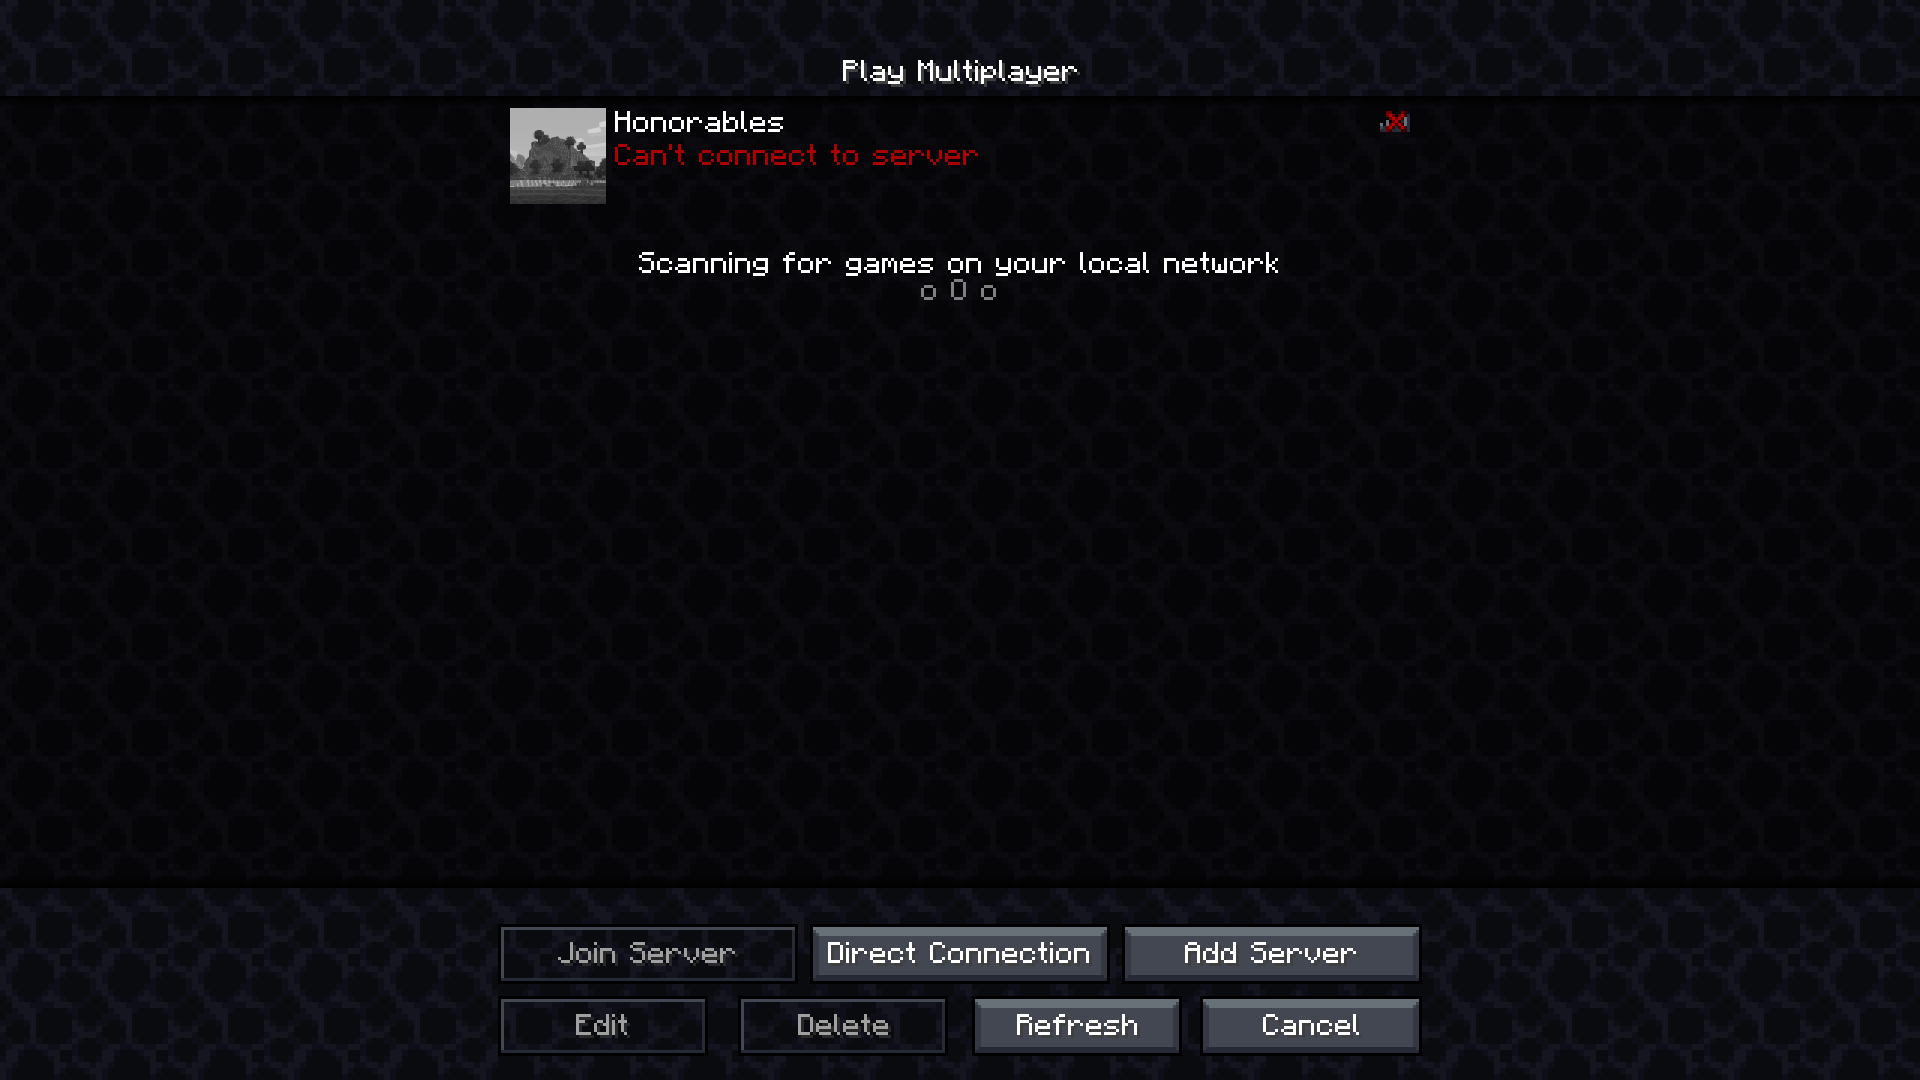 Play Multiplayer
Honorables
Can't connect to server
Scanning for games on your local network
o O o
Join Server
Direct Connection
Add Server
Edit
Delete
Refresh
Cancel